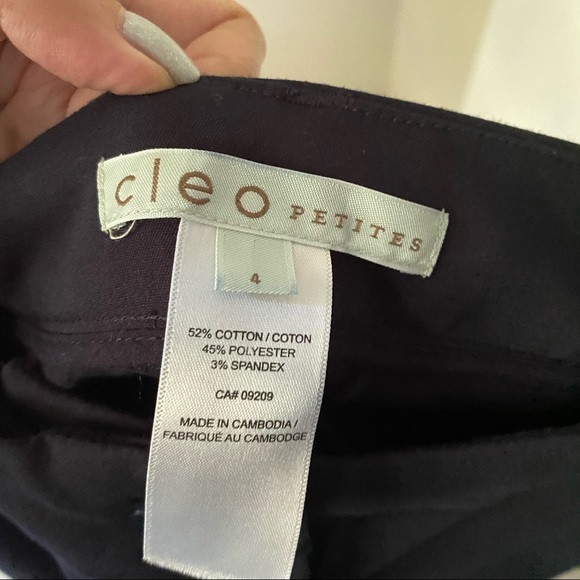 cleo PETITES
4
52% COTTON / COTON
45% POLYESTER
3% SPANDEX
CA# 09209
MADE IN CAMBODIA /
FABRIQUÉ AU CAMBODGE